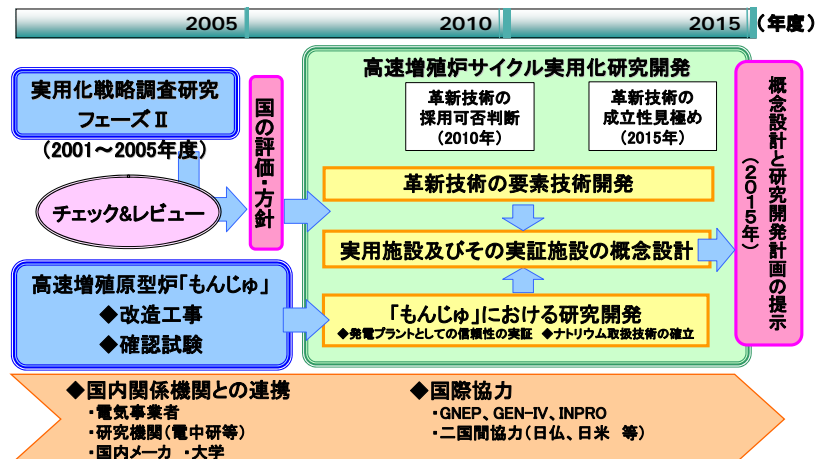 2005
2010
2015
（年度）
実用化戦略調査研究
フェーズⅡ
（2001～2005年度）
チェック&レビュー
国の評価・方針
高速増殖原型炉「もんじゅ」
◆改造工事
◆確認試験
高速増殖炉サイクル実用化研究開発
革新技術の
採用可否判断
（2010年）
革新技術の
成立性見極め
（2015年）
革新技術の要素技術開発
実用施設及びその実証施設の概念設計
「もんじゅ」における研究開発
◆発電プラントとしての信頼性の実証　◆ナトリウム取扱技術の確立
概念設計と研究開発計画の提示
（２０１５年）
◆国内関係機関との連携
・電気事業者
・研究機関（電中研等）
・国内メーカ　・大学
◆国際協力
・GNEP、GEN-Ⅳ、INPRO
・二国間協力（日仏、日米　等）